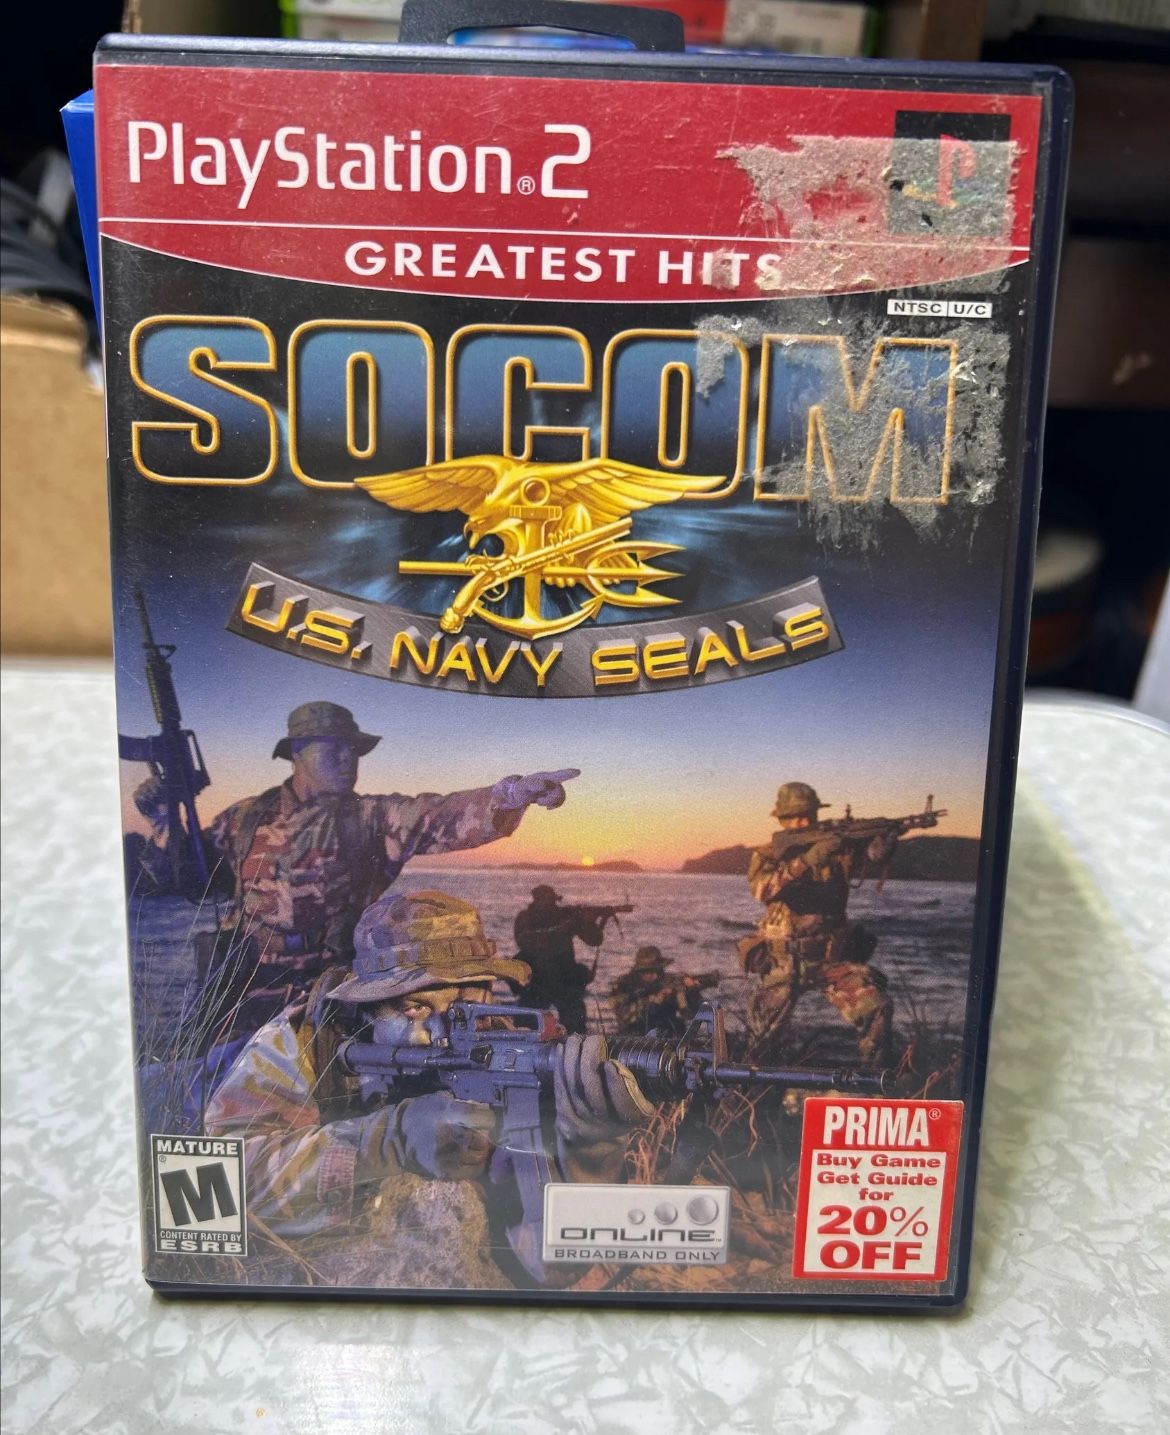 PlayStation®2
GREATEST HITS
NTSC U/C
SOCOM
U.S. NAVY SEALS
MATURE
M
®
CONTENT RATED BY
ESRB
ONLINE™
BROADBAND ONLY
PRIMA®
Buy Game
Get Guide
for
20%
OFF